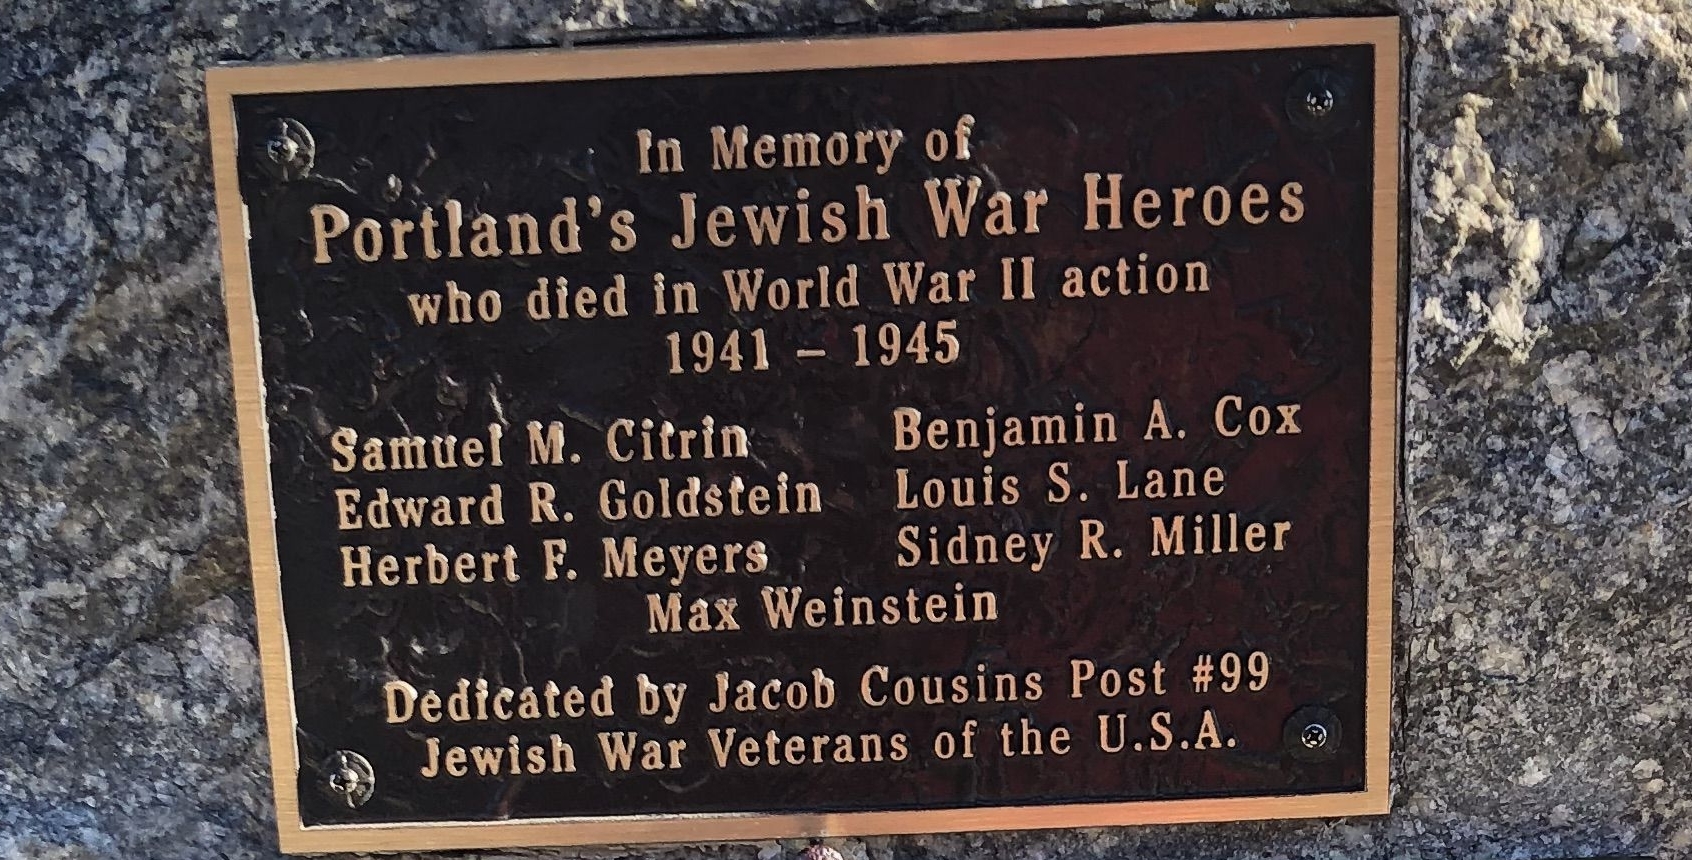 In Memory of
Portland's Jewish War Heroes
who died in World War II action
1941 – 1945
Samuel M. Citrin Benjamin A. Cox
Edward R. Goldstein Louis S. Lane
Herbert F. Meyers Sidney R. Miller
Max Weinstein
Dedicated by Jacob Cousins Post #99
Jewish War Veterans of the U.S.A.